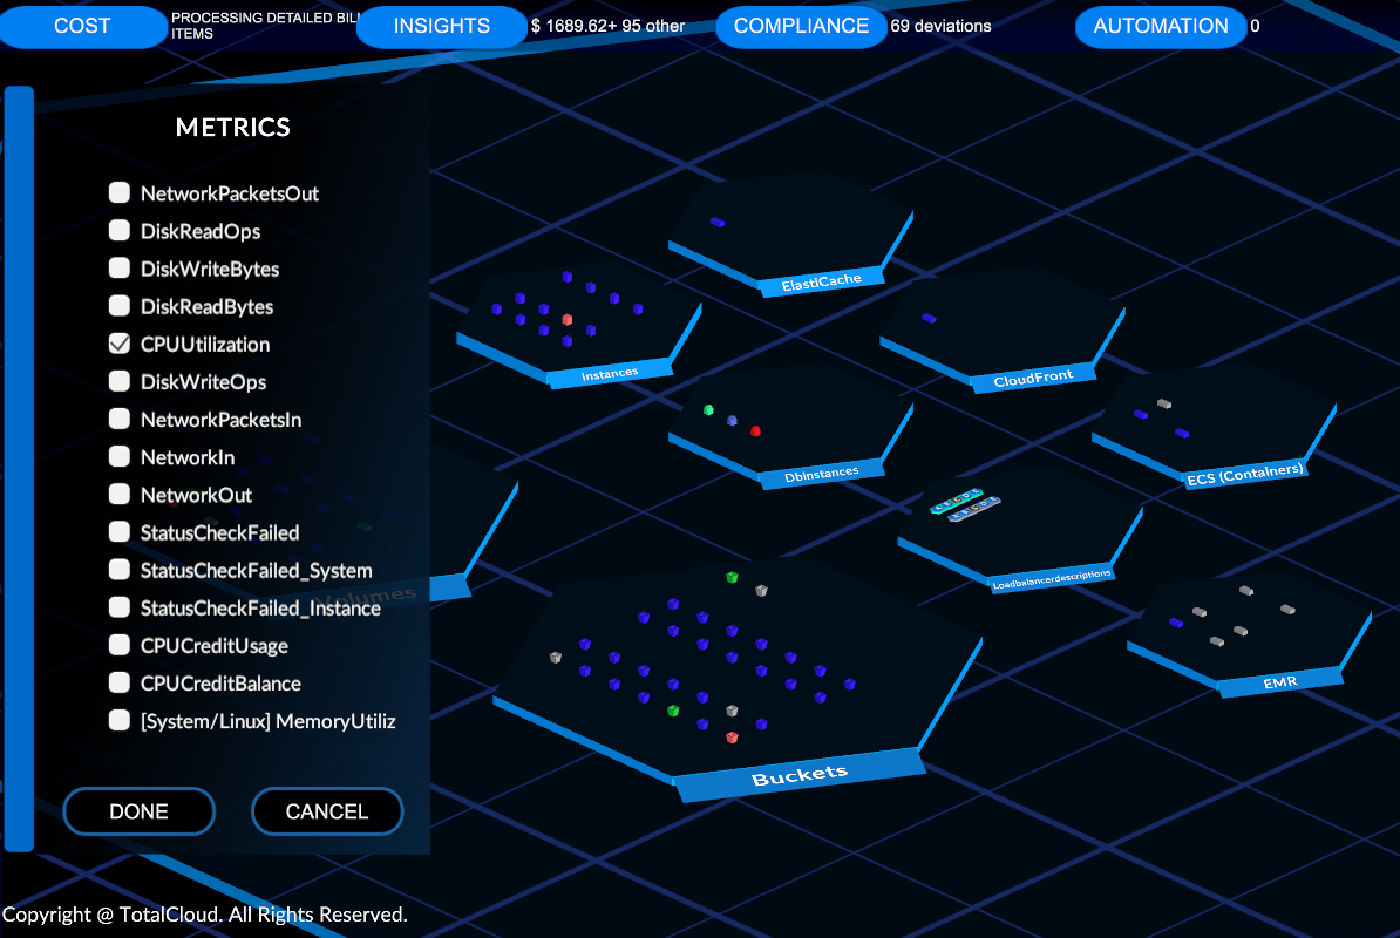 COST
PROCESSING DETAILED BIL
ITEMS
INSIGHTS
$ 1689.62+ 95 other
COMPLIANCE
69 deviations
AUTOMATION
0
METRICS
NetworkPacketsOut
DiskReadOps
DiskWriteBytes
DiskReadBytes
CPUUtilization
DiskWriteOps
NetworkPacketsIn
NetworkIn
NetworkOut
StatusCheckFailed
StatusCheckFailed_System
StatusCheckFailed_Instance
CPUCreditUsage
CPUCreditBalance
[System/Linux] MemoryUtiliz
DONE
CANCEL
ElastiCache
Instances
CloudFront
DbInstances
ECS (Containers)
Loadbalancerdescriptions
Volumes
EMR
Buckets
Copyright @ TotalCloud. All Rights Reserved.